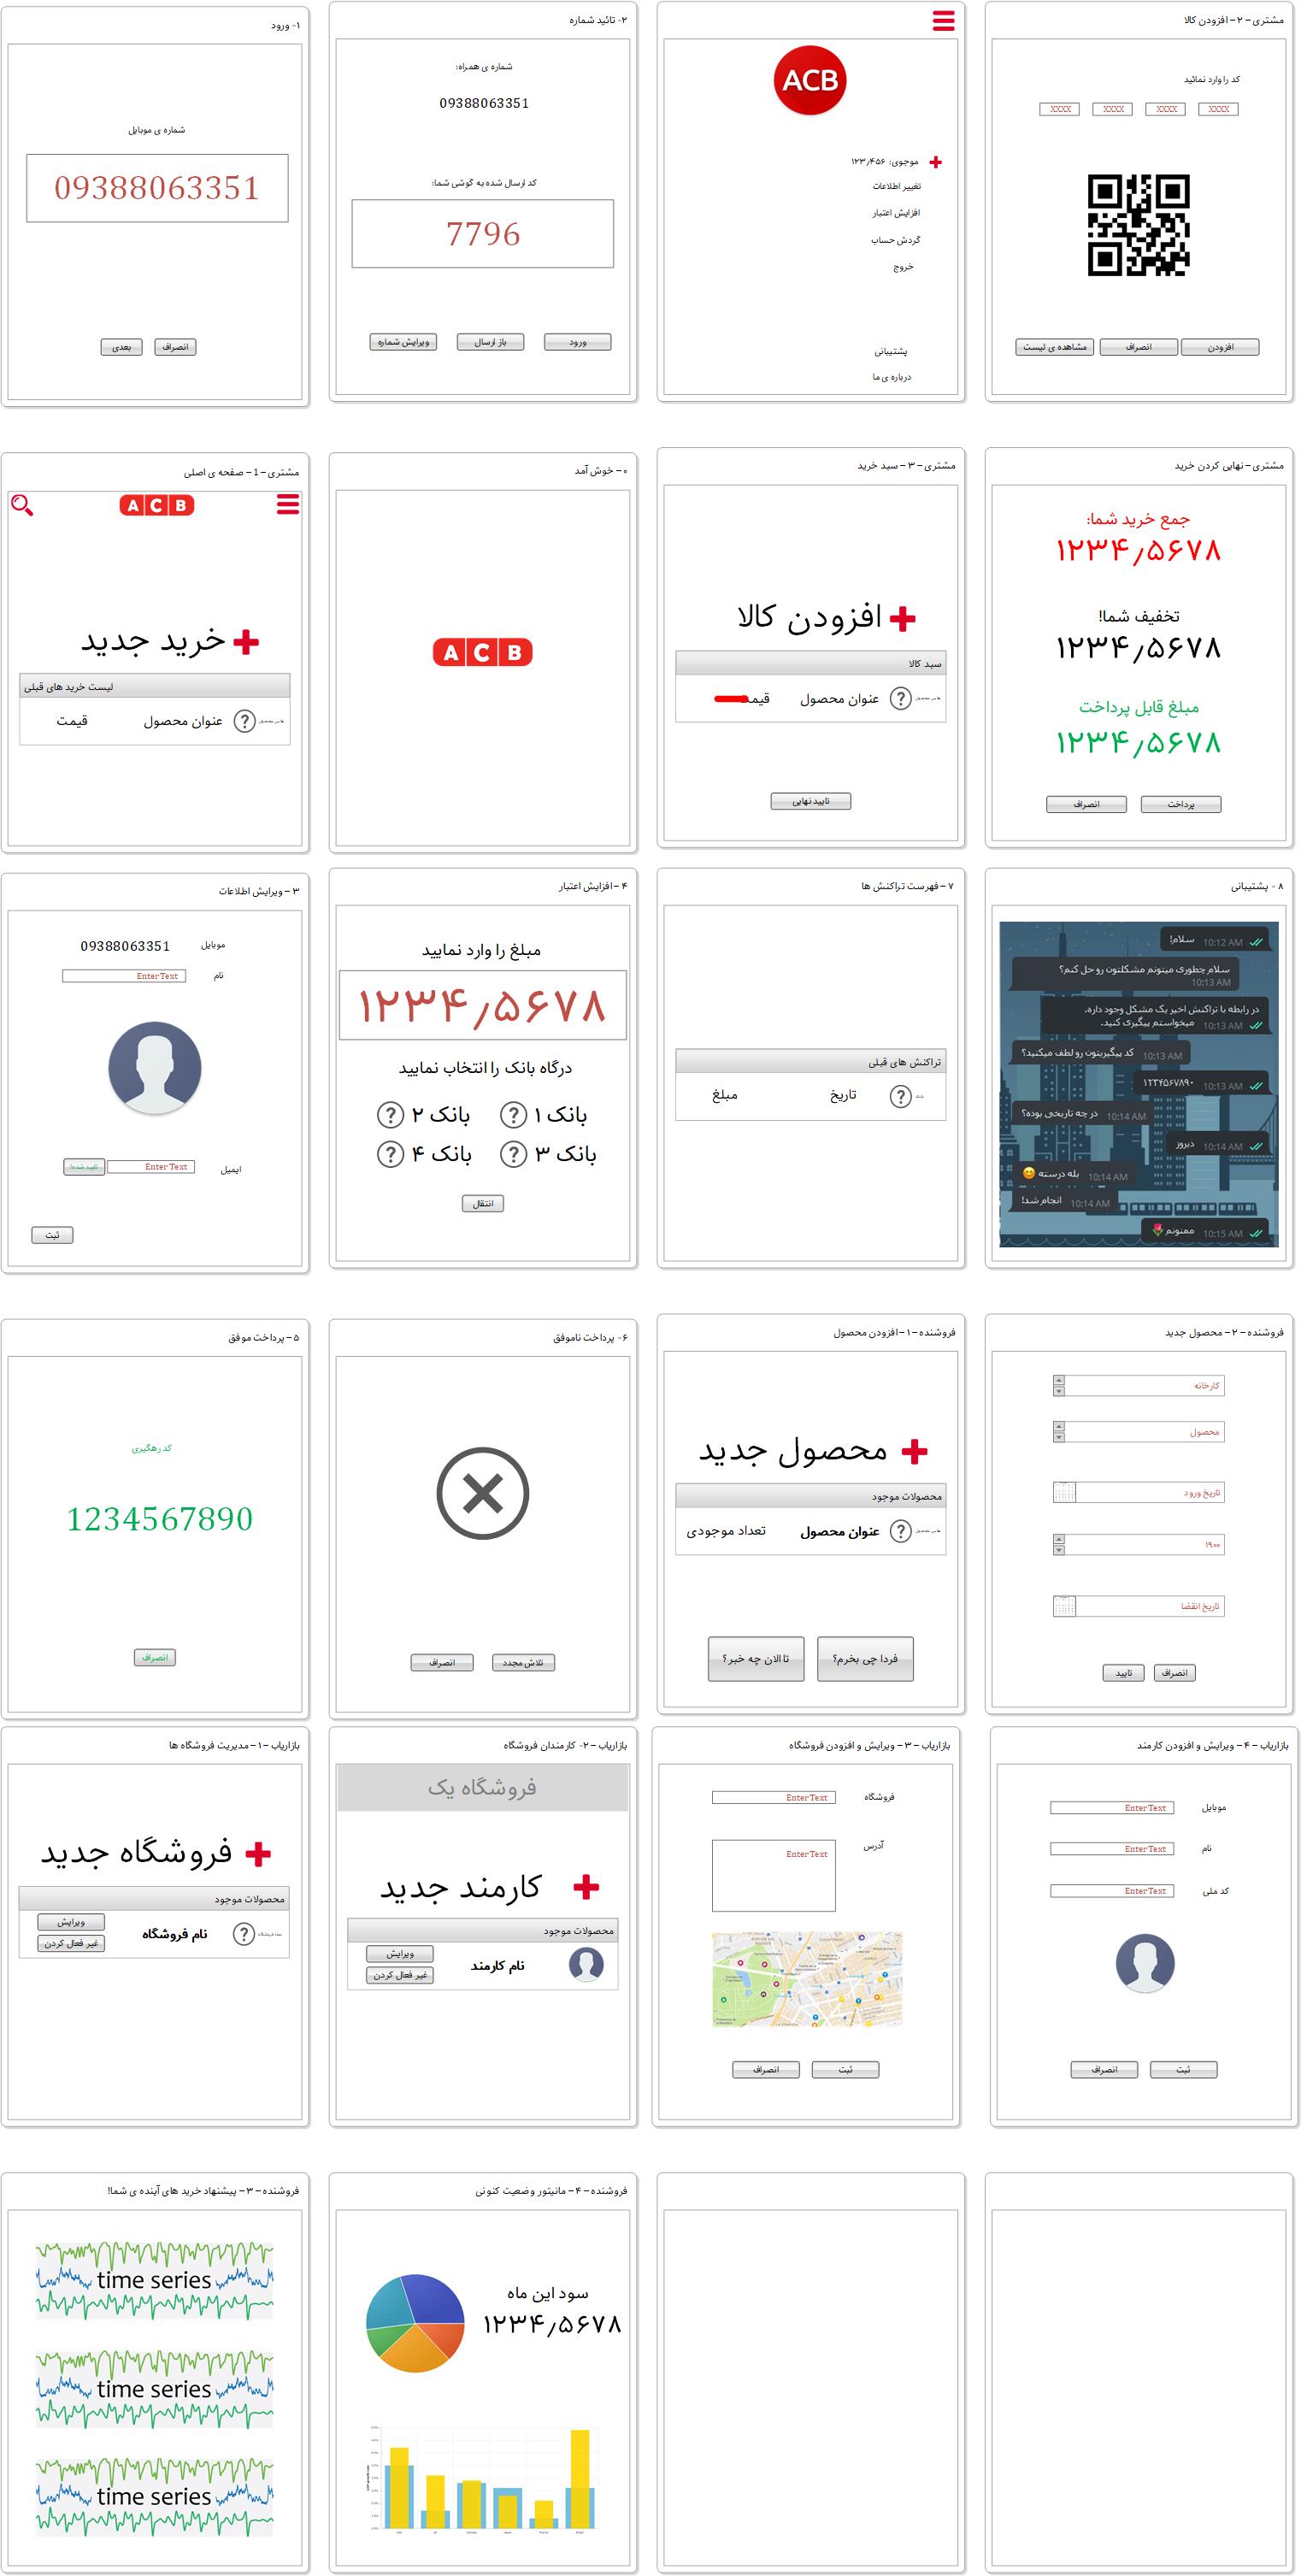 ۱- ورود
شماره ی موبایل
09388063351
انصراف
بعدی
۲- تائید شماره
شماره ی همراه:
09388063351
کد ارسال شده به گوشی شما:
7796
ورود
باز ارسال
ویرایش شماره
ACB
موجوی: ۱۲۳٫۴۵۶
تغییر اطلاعات
افزایش اعتبار
گردش حساب
خروج
پشتیبانی
درباره ی ما
مشتری – ۲ – افزودن کالا
کد را وارد نمائید
XXXX XXXX XXXX XXXX
افزودن
انصراف
مشاهده ی لیست
مشتری – 1 – صفحه ی اصلی
A C B
خرید جدید
لیست خرید های قبلی
عنوان محصول
قیمت
۰ – خوش آمد
A C B
مشتری – ۳ – سبد خرید
افزودن کالا
سبد کالا
عنوان محصول
قیمت
تایید نهایی
مشتری – نهایی کردن خرید
جمع خرید شما:
۱۲۳۴٫۵۶۷۸
تخفیف شما!
۱۲۳۴٫۵۶۷۸
مبلغ قابل پرداخت
۱۲۳۴٫۵۶۷۸
پرداخت
انصراف
۳ – ویرایش اطلاعات
موبایل 09388063351
نام Enter Text
ایمیل Enter Text
تایید شده!
ثبت
۴ – افزایش اعتبار
مبلغ را وارد نمایید
۱۲۳۴٫۵۶۷۸
درگاه بانک را انتخاب نمایید
بانک ۱ بانک ۲
بانک ۳ بانک ۴
انتقال
۷ – فهرست تراکنش ها
تراکنش های قبلی
تاریخ
مبلغ
۸ - پشتیبانی
سلام! 10:12 AM
سلام چطوری میتونم مشکلتون رو حل کنم؟
10:13 AM
در رابطه با تراکنش اخیر یک مشکل وجود داره.
میخواستم پیگیری کنید. 10:13 AM
کد پیگیریتون رو لطف میکنید؟ 10:13 AM
۱۲۳۴۵۶۷۸۹۰ 10:13 AM
در چه تاریخی بوده؟ 10:14 AM
دیروز 10:14 AM
بله درسته 😊 10:14 AM
انجام شد! 10:14 AM
ممنونم🌷 10:15 AM
۵ – پرداخت موفق
کد رهگیری
1234567890
انصراف
۶- پرداخت ناموفق
تلاش مجدد
انصراف
فروشنده – ۱ – افزودن محصول
محصول جدید
محصولات موجود
عنوان محصول
تعداد موجودی
فردا چی بخرم؟
تا الان چه خبر؟
فروشنده – ۲ – محصول جدید
کارخانه
محصول
تاریخ ورود
۱۹۰۰
تاریخ انقضا
انصراف
تایید
بازاریاب – ۱ – مدیریت فروشگاه ها
فروشگاه جدید
محصولات موجود
نام فروشگاه
ویرایش
غیر فعال کردن
بازاریاب – ۲- کارمندان فروشگاه
فروشگاه یک
کارمند جدید
محصولات موجود
نام کارمند
ویرایش
غیر فعال کردن
بازاریاب – ۳ – ویرایش و افزودن فروشگاه
فروشگاه Enter Text
آدرس Enter Text
ثبت
انصراف
بازاریاب – ۴ – ویرایش و افزودن کارمند
موبایل Enter Text
نام Enter Text
کد ملی Enter Text
ثبت
انصراف
فروشنده – ۳ – پیشنهاد خرید های آینده ی شما!
time series
time series
time series
فروشنده – ۴ – مانیتور وضعیت کنونی
سود این ماه
۱۲۳۴٫۵۶۷۸